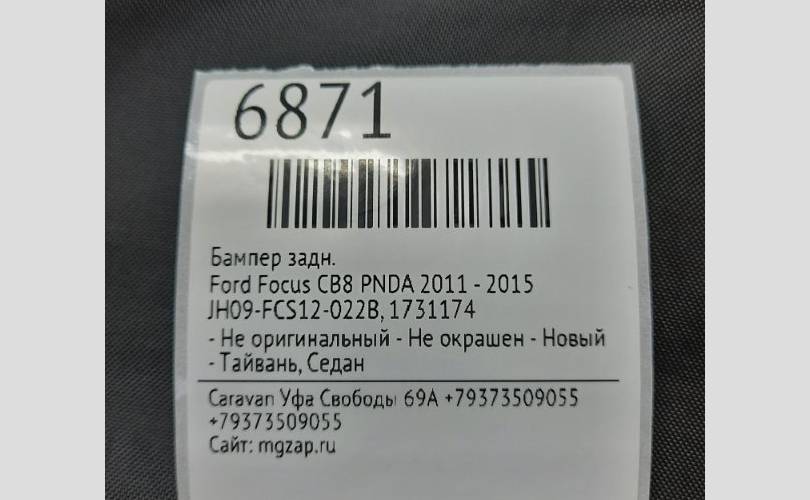 6871
Бампер задн.
Ford Focus CB8 PNDA 2011 - 2015
JH09-FCS12-022B, 1731174
- Не оригинальный - Не окрашен - Новый
- Тайвань, Седан
Caravan Уфа Свободы 69А +79373509055
+79373509055
Сайт: mgzap.ru